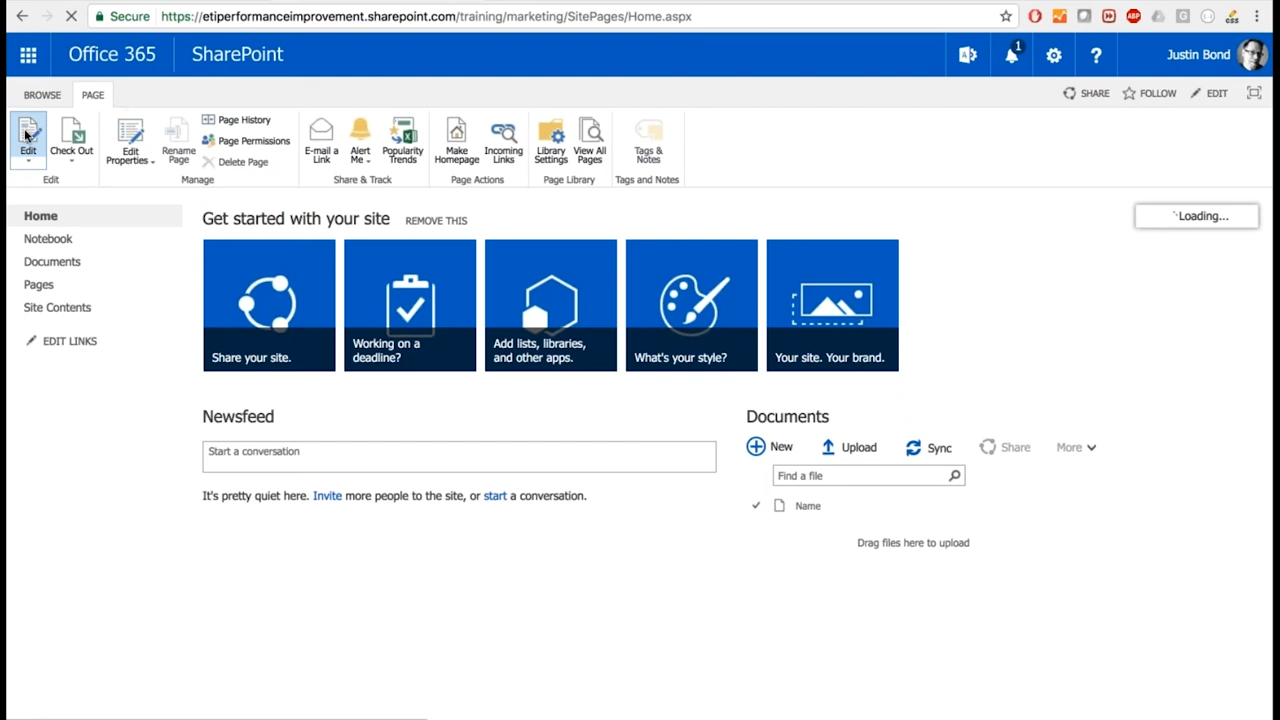 Secure https://etiperformanceimprovement.sharepoint.com/training/marketing/SitePages/Home.aspx ABP G css
Office 365 SharePoint 1 ? Justin Bond
BROWSE PAGE SHARE FOLLOW EDIT
Edit Check Out Edit Properties Rename Page Page History Page Permissions Delete Page E-mail a Link Alert Me Popularity Trends Make Homepage Incoming Links Library Settings View All Pages Tags & Notes
Edit Manage Share & Track Page Actions Page Library Tags and Notes
Home
Notebook
Documents
Pages
Site Contents
EDIT LINKS
Get started with your site REMOVE THIS
Loading...
Share your site.
Working on a
deadline?
Add lists, libraries,
and other apps.
What's your style?
Your site. Your brand.
Newsfeed
Start a conversation
It's pretty quiet here. Invite more people to the site, or start a conversation.
Documents
New Upload Sync Share More
Find a file
Name
Drag files here to upload